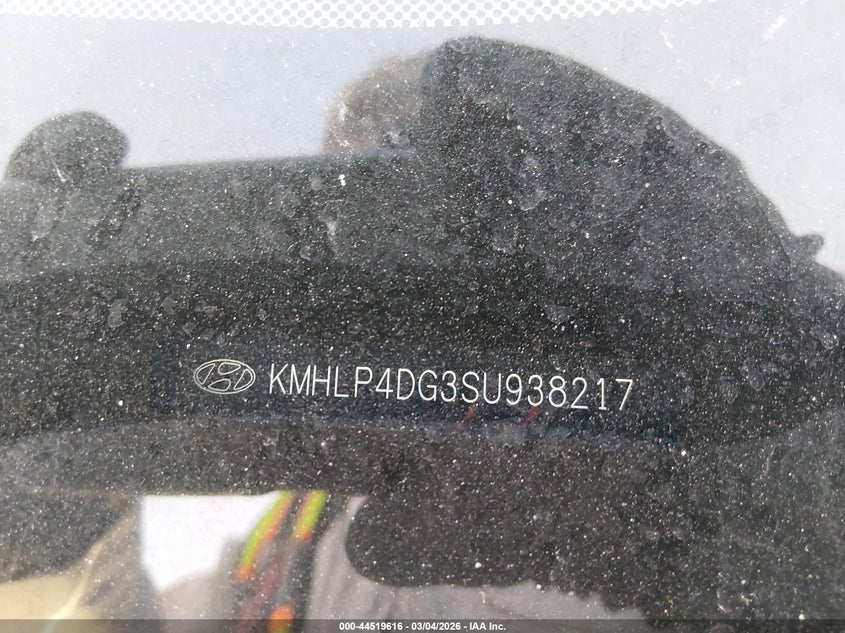 KMHLP4DG3SU938217
000-44519616 - 03/04/2026 - IAA Inc.